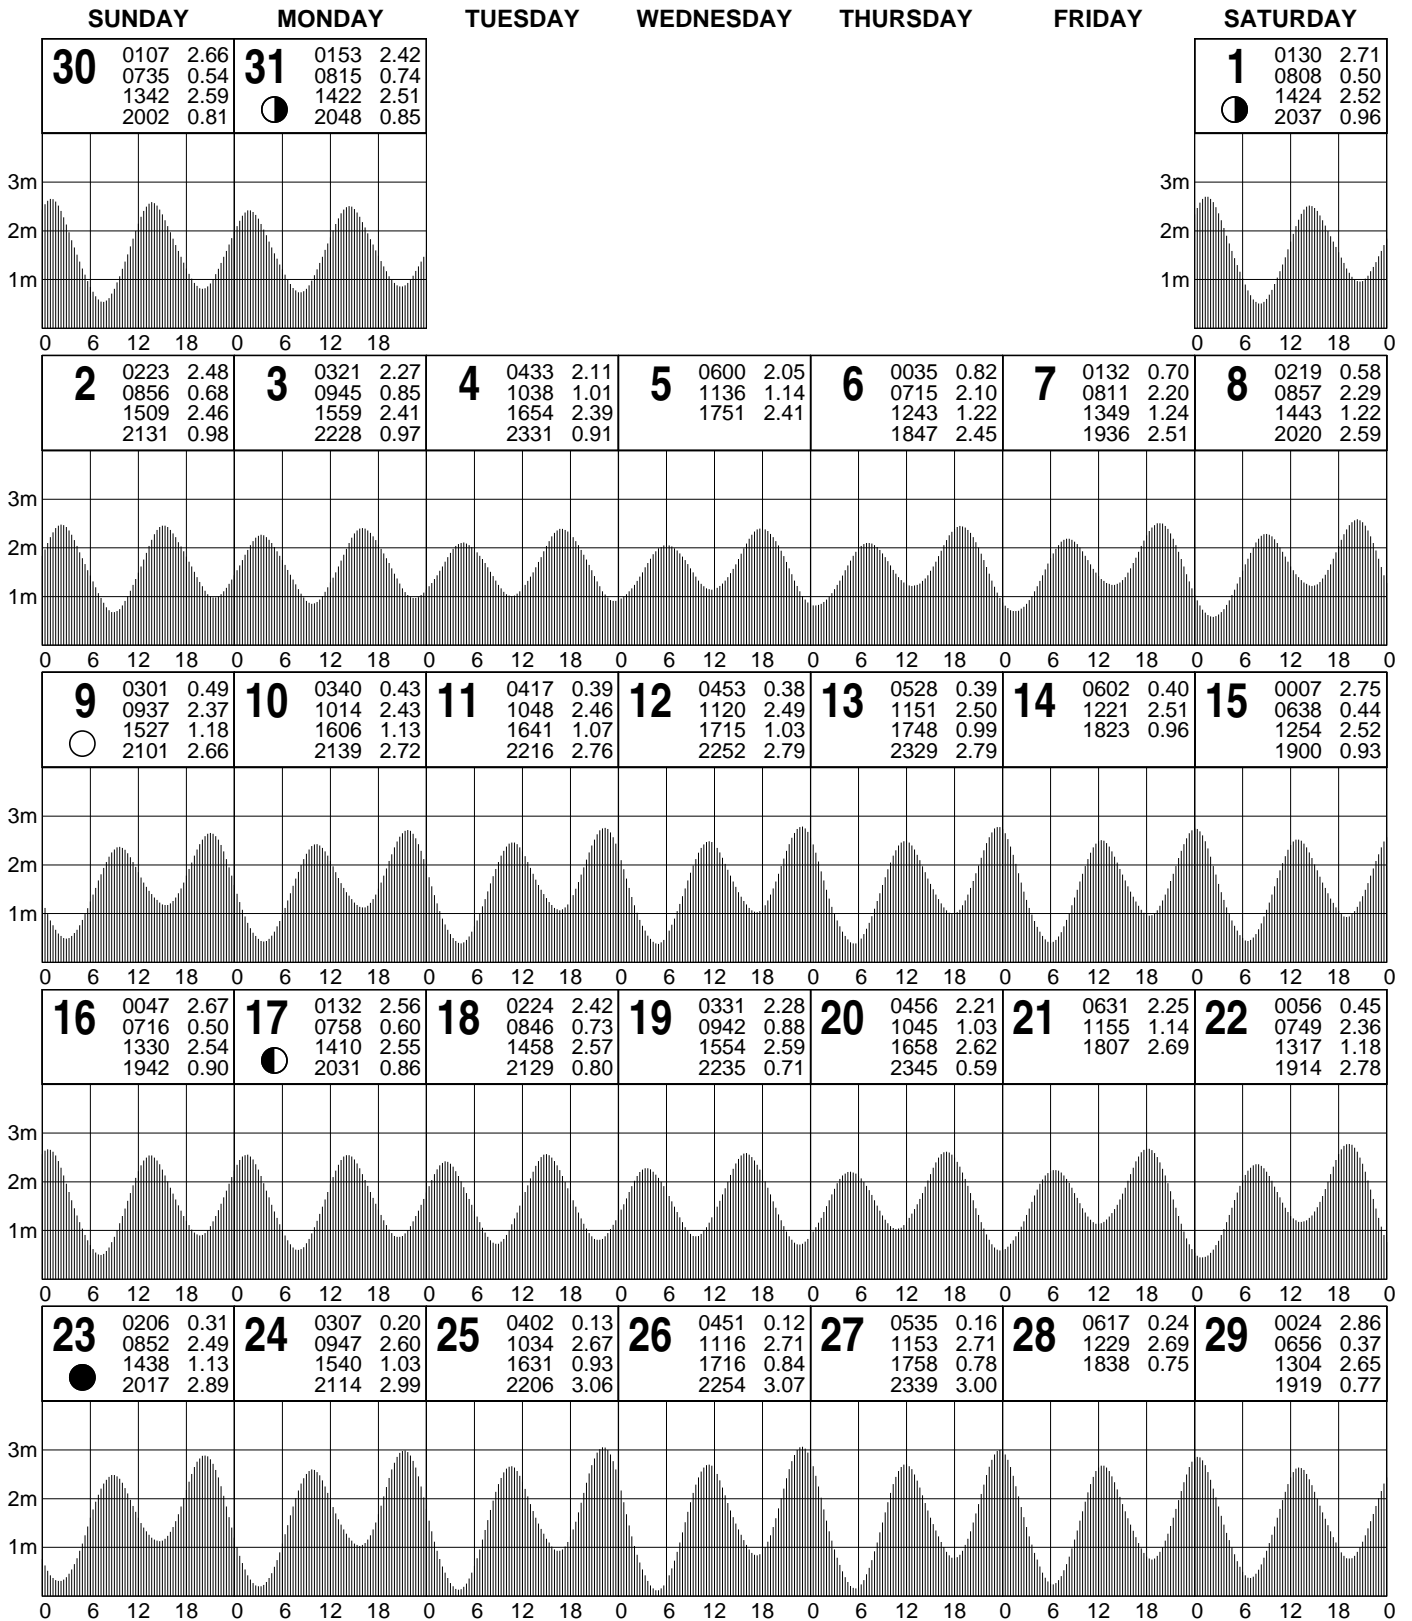 SUNDAY MONDAY TUESDAY WEDNESDAY THURSDAY FRIDAY SATURDAY
30 0107 2.66
0735 0.54
1342 2.59
2002 0.81
31 0153 2.42
0815 0.74
1422 2.51
2048 0.85
1 0130 2.71
0808 0.50
1424 2.52
2037 0.96
3m 3m
2m 2m
1m 1m
0 6 12 18 0 6 12 18 0 6 12 18 0
2 0223 2.48
0856 0.68
1509 2.46
2131 0.98
3 0321 2.27
0945 0.85
1559 2.41
2228 0.97
4 0433 2.11
1038 1.01
1654 2.39
2331 0.91
5 0600 2.05
1136 1.14
1751 2.41
6 0035 0.82
0715 2.10
1243 1.22
1847 2.45
7 0132 0.70
0811 2.20
1349 1.24
1936 2.51
8 0219 0.58
0857 2.29
1443 1.22
2020 2.59
3m
2m
1m
0 6 12 18 0 6 12 18 0 6 12 18 0 6 12 18 0 6 12 18 0 6 12 18 0 6 12 18 0
9 0301 0.49
0937 2.37
1527 1.18
2101 2.66
10 0340 0.43
1014 2.43
1606 1.13
2139 2.72
11 0417 0.39
1048 2.46
1641 1.07
2216 2.76
12 0453 0.38
1120 2.49
1715 1.03
2252 2.79
13 0528 0.39
1151 2.50
1748 0.99
2329 2.79
14 0602 0.40
1221 2.51
1823 0.96
15 0007 2.75
0638 0.44
1254 2.52
1900 0.93
3m
2m
1m
0 6 12 18 0 6 12 18 0 6 12 18 0 6 12 18 0 6 12 18 0 6 12 18 0 6 12 18 0
16 0047 2.67
0716 0.50
1330 2.54
1942 0.90
17 0132 2.56
0758 0.60
1410 2.55
2031 0.86
18 0224 2.42
0846 0.73
1458 2.57
2129 0.80
19 0331 2.28
0942 0.88
1554 2.59
2235 0.71
20 0456 2.21
1045 1.03
1658 2.62
2345 0.59
21 0631 2.25
1155 1.14
1807 2.69
22 0056 0.45
0749 2.36
1317 1.18
1914 2.78
3m
2m
1m
0 6 12 18 0 6 12 18 0 6 12 18 0 6 12 18 0 6 12 18 0 6 12 18 0 6 12 18 0
23 0206 0.31
0852 2.49
1438 1.13
2017 2.89
24 0307 0.20
0947 2.60
1540 1.03
2114 2.99
25 0402 0.13
1034 2.67
1631 0.93
2206 3.06
26 0451 0.12
1116 2.71
1716 0.84
2254 3.07
27 0535 0.16
1153 2.71
1758 0.78
2339 3.00
28 0617 0.24
1229 2.69
1838 0.75
29 0024 2.86
0656 0.37
1304 2.65
1919 0.77
3m
2m
1m
0 6 12 18 0 6 12 18 0 6 12 18 0 6 12 18 0 6 12 18 0 6 12 18 0 6 12 18 0